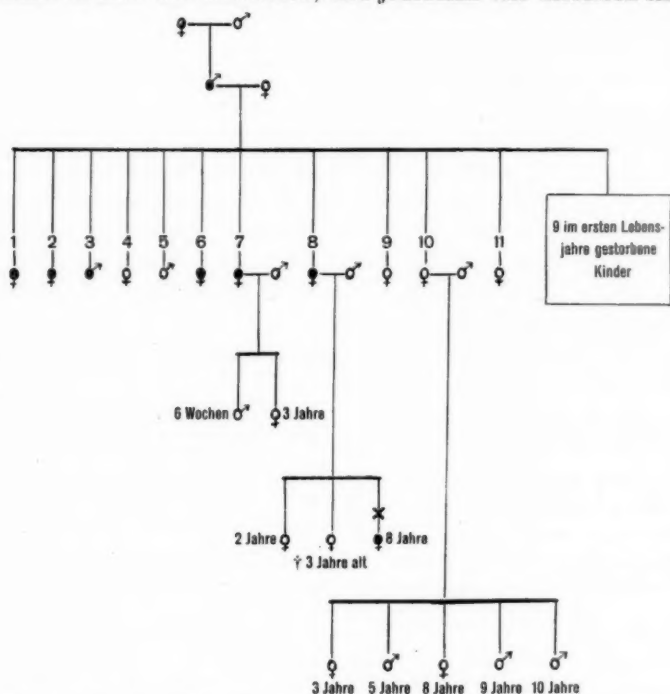 1 2 3 4 5 6 7 8 9 10 11
9 im ersten Lebens-
jahre gestorbene
Kinder
6 Wochen 3 Jahre
2 Jahre 8 Jahre
† 3 Jahre alt
3 Jahre 5 Jahre 8 Jahre 9 Jahre 10 Jahre